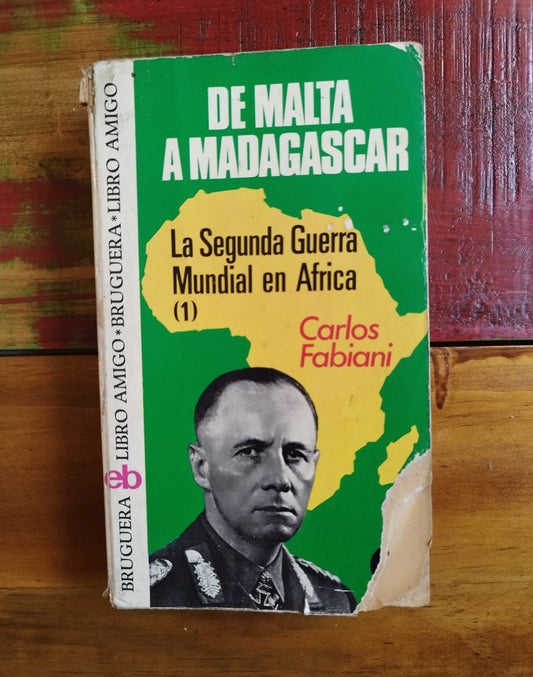 DE MALTA
A MADAGASCAR
La Segunda Guerra
Mundial en Africa
(1)
Carlos
Fabiani
BRUGUERA eb LIBRO AMIGO*BRUGUERA*LIBRO AMIGO